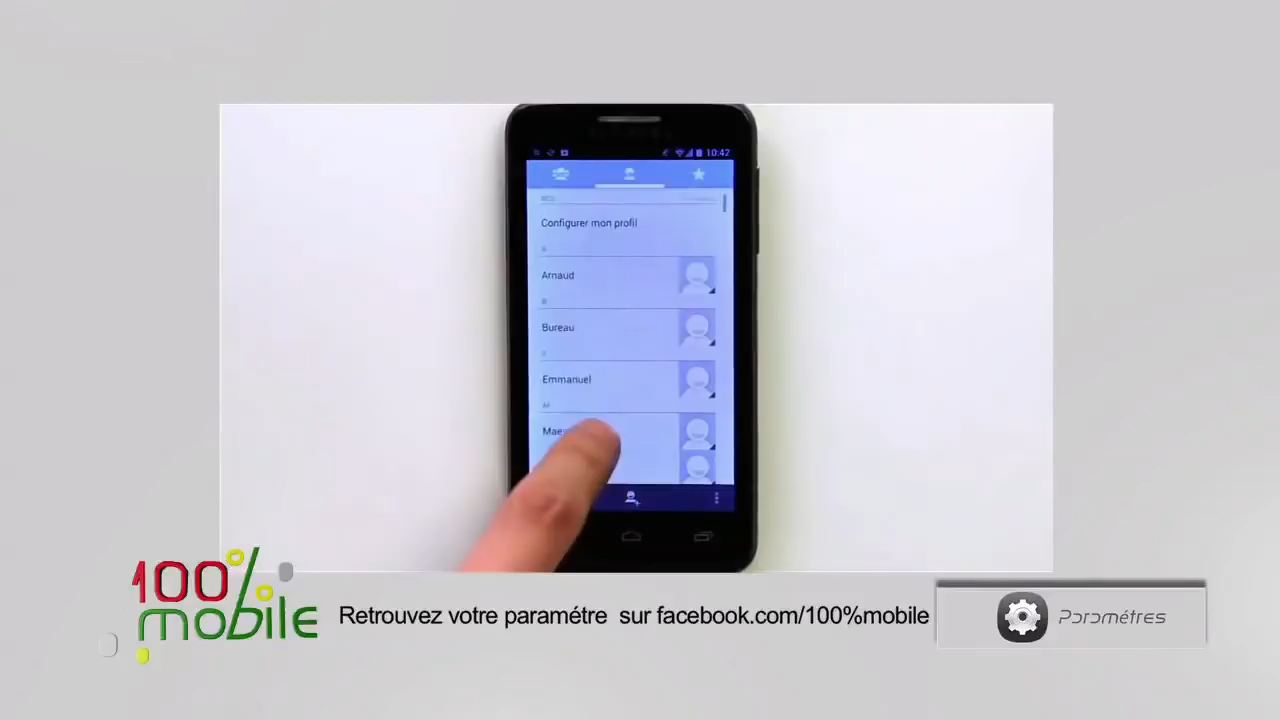 10:42
Configurer mon profil
A
Arnaud
B
Bureau
E
Emmanuel
M
100%
mobile
Retrouvez votre paramétre sur facebook.com/100%mobile
Paramétres